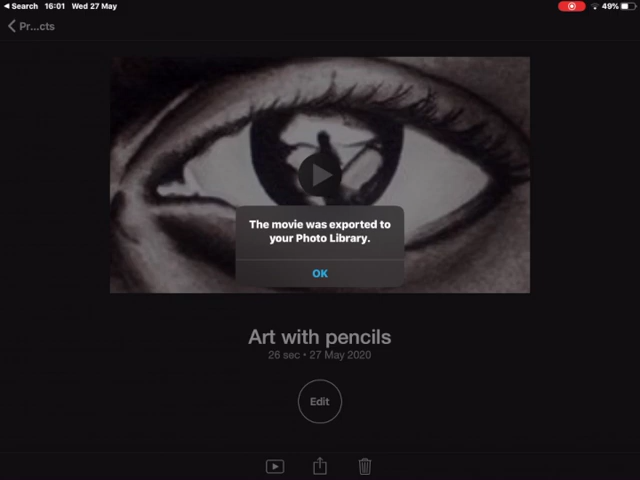 Search 16:01 Wed 27 May 49%
Pr...cts
The movie was exported to
your Photo Library.
OK
Art with pencils
26 sec • 27 May 2020
Edit